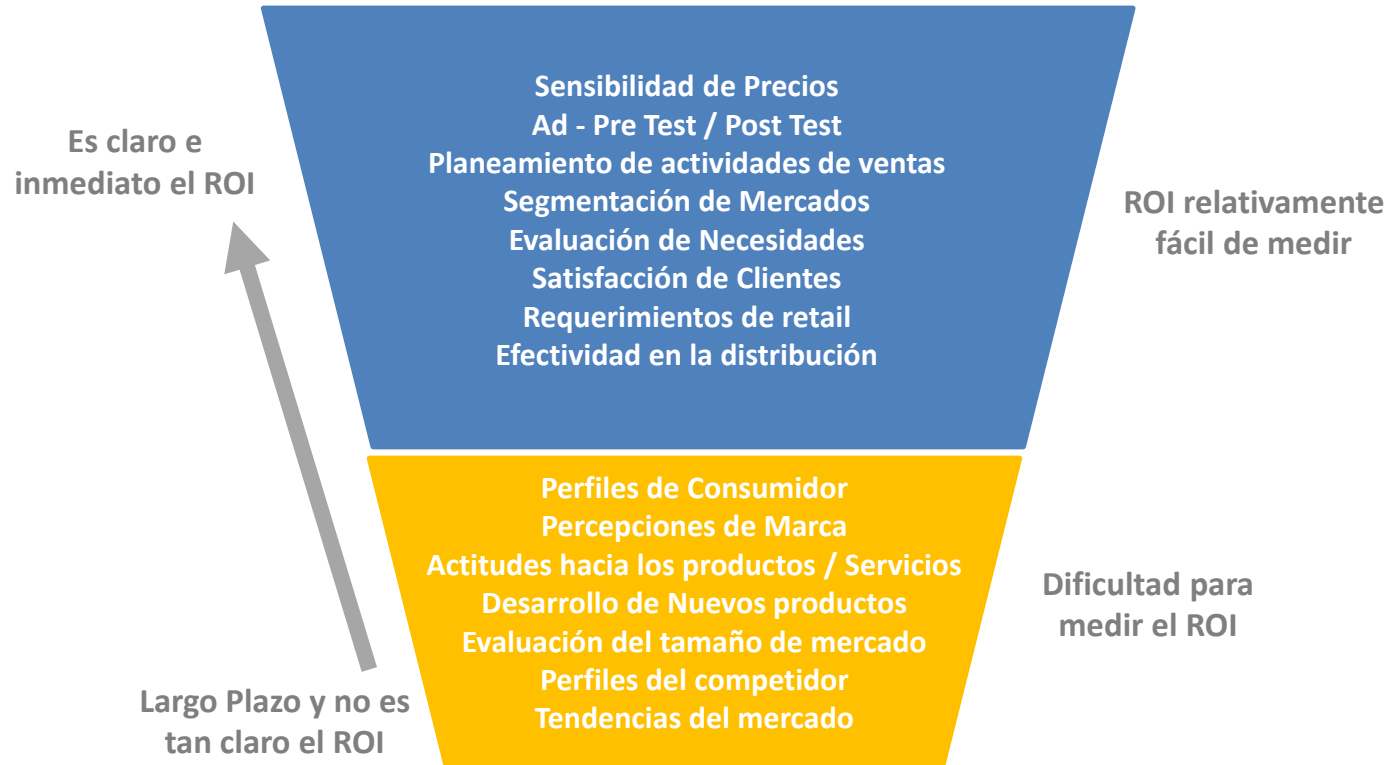 Sensibilidad de Precios
Ad - Pre Test / Post Test
Planeamiento de actividades de ventas
Segmentación de Mercados
Evaluación de Necesidades
Satisfacción de Clientes
Requerimientos de retail
Efectividad en la distribución
Es claro e
inmediato el ROI
ROI relativamente
fácil de medir
Perfiles de Consumidor
Percepciones de Marca
Actitudes hacia los productos / Servicios
Desarrollo de Nuevos productos
Evaluación del tamaño de mercado
Perfiles del competidor
Tendencias del mercado
Dificultad para
medir el ROI
Largo Plazo y no es
tan claro el ROI